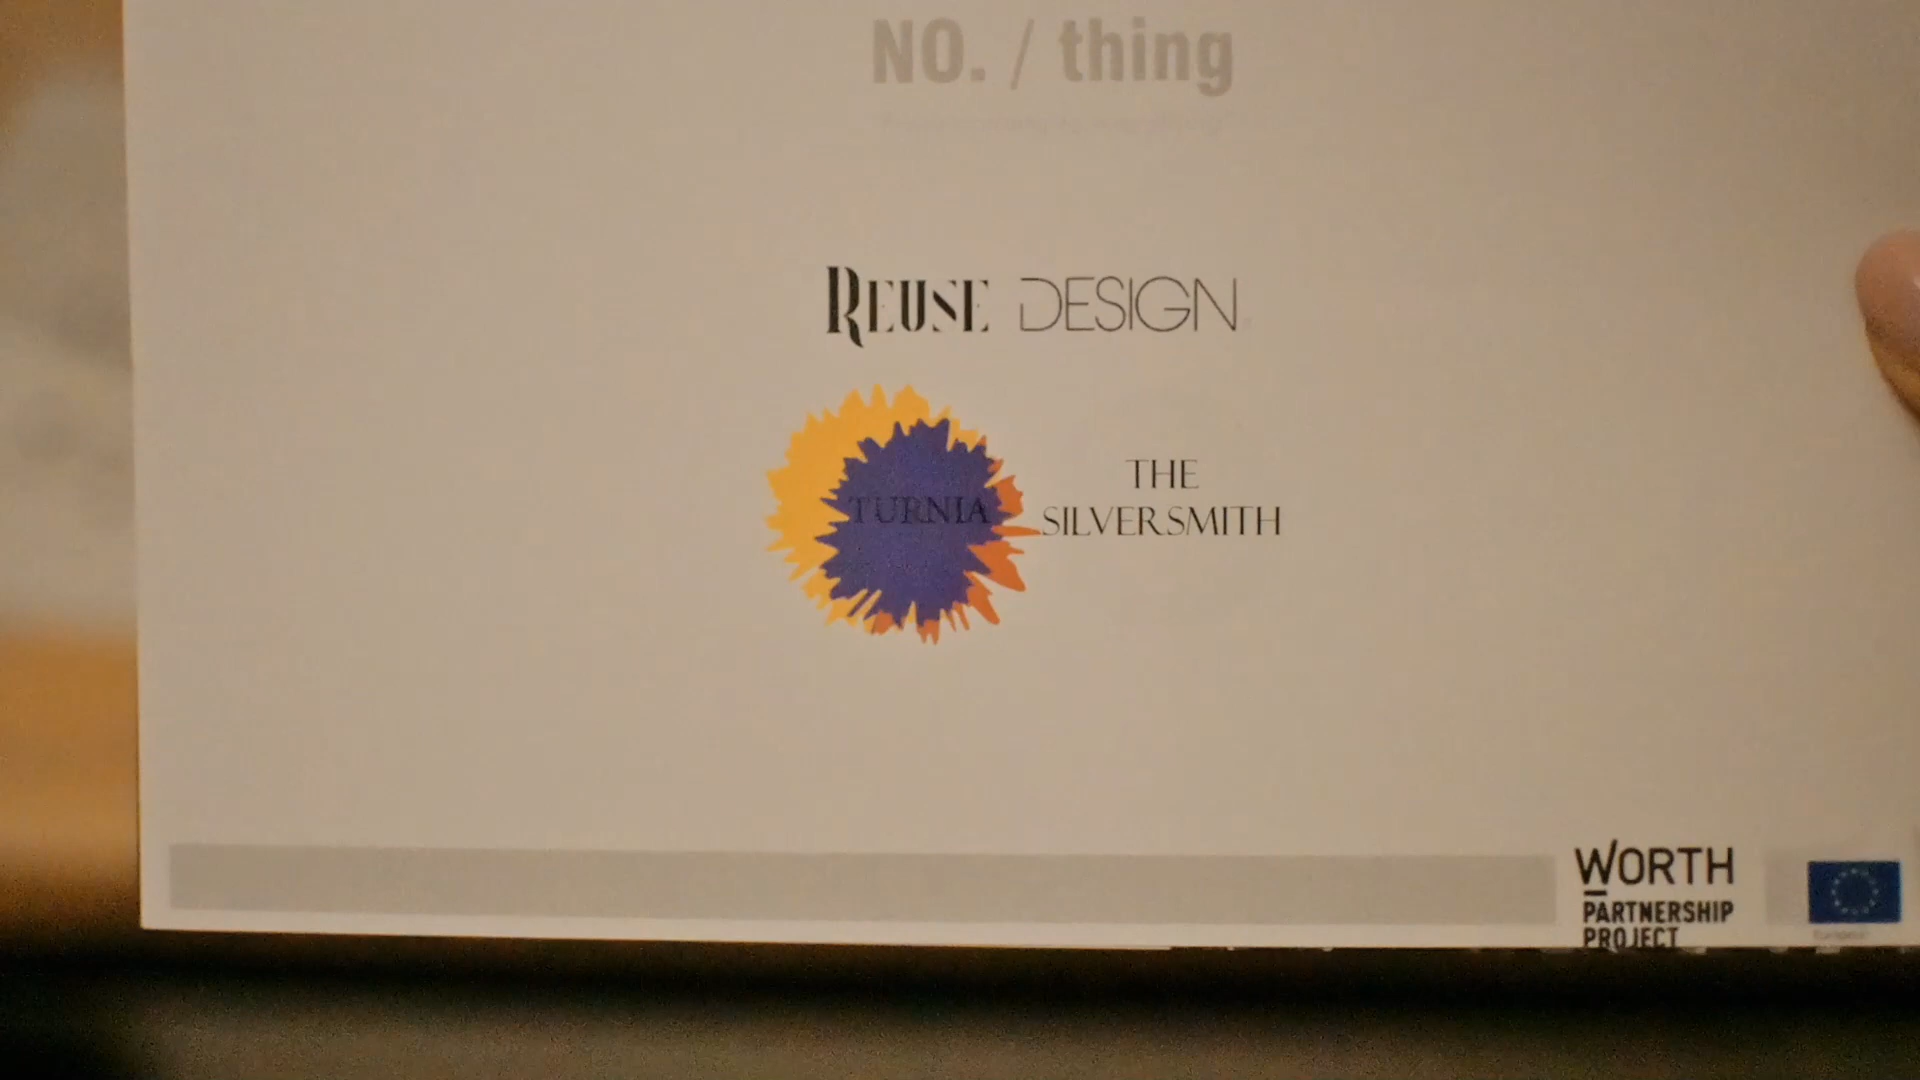 NO. / thing
REUSE DESIGN
TURNIA
THE
SILVERSMITH
WORTH
PARTNERSHIP
PROJECT